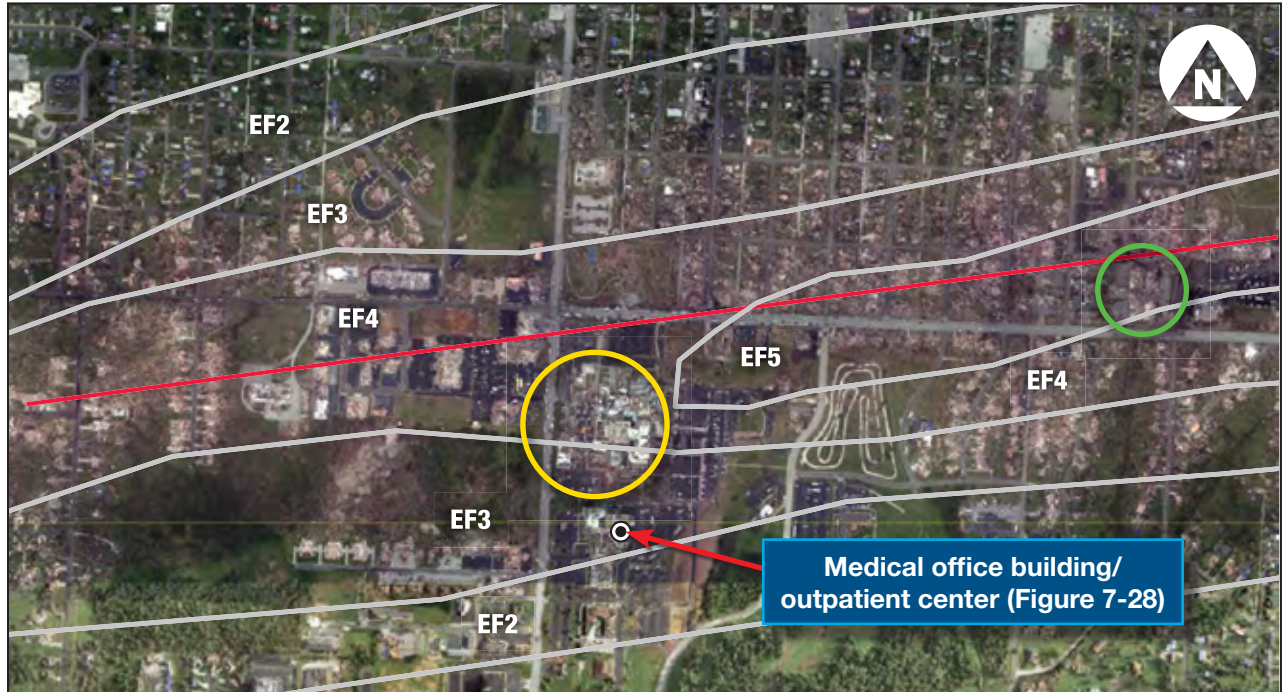 N
EF2
EF3
EF4
EF5
EF4
EF3
Medical office building/
outpatient center (Figure 7-28)
EF2